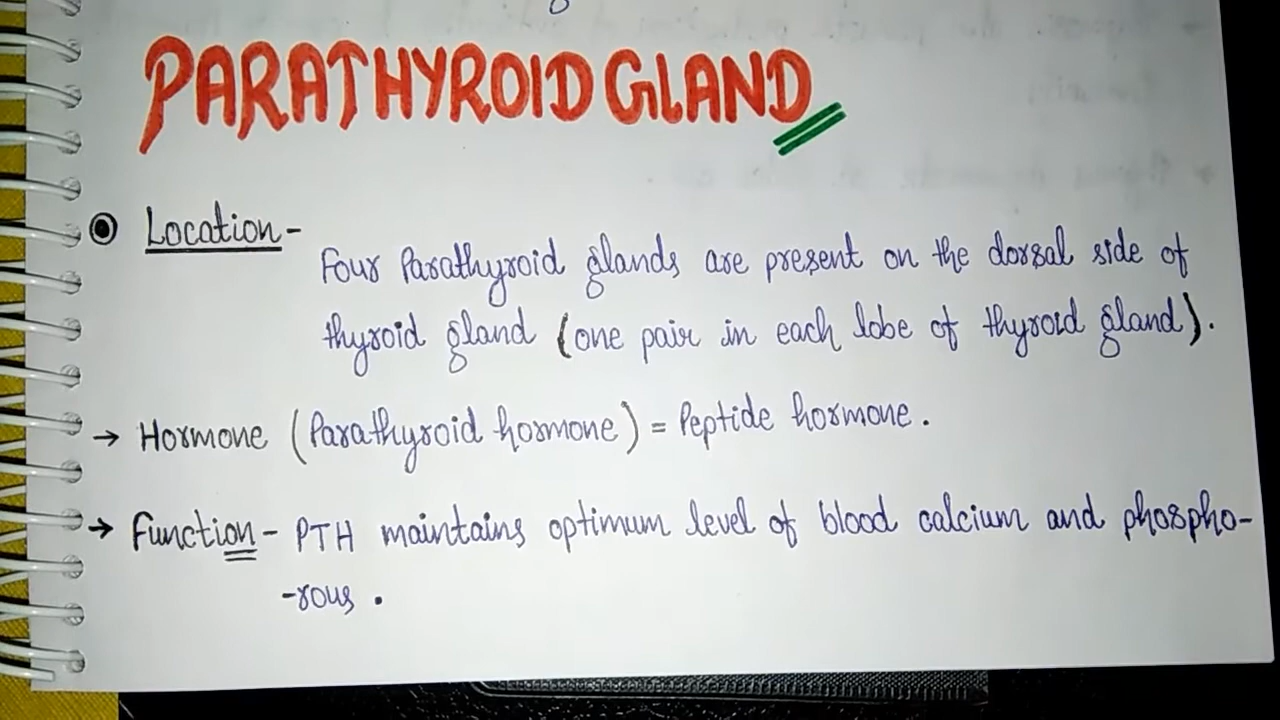 PARATHYROID GLAND
Location -
Four Parathyroid glands are present on the dorsal side of
thyroid gland (one pair in each lobe of thyroid gland).
→ Hormone (Parathyroid hormone) = Peptide hormone.
→ Function - PTH maintains optimum level of blood calcium and phospho-
-rous.